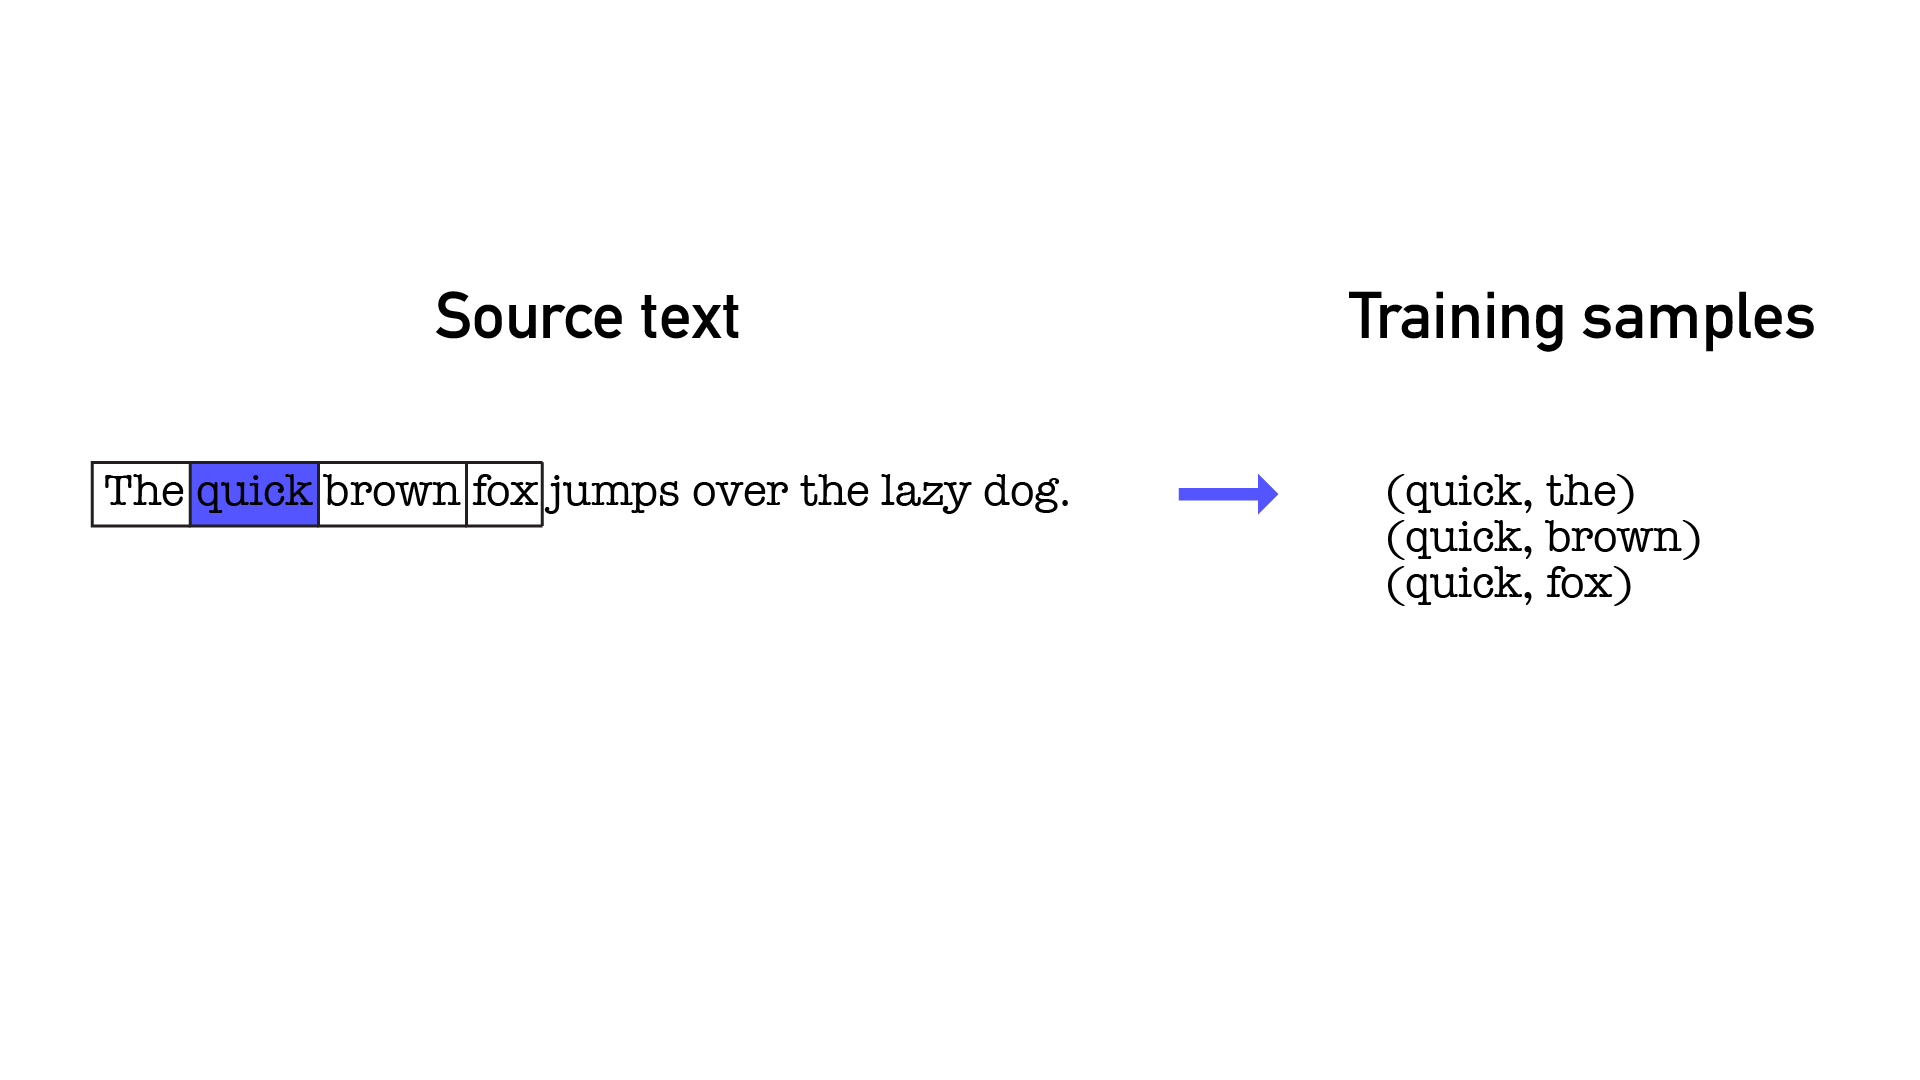 Source text
Training samples
The quick brown fox jumps over the lazy dog.
(quick, the)
(quick, brown)
(quick, fox)